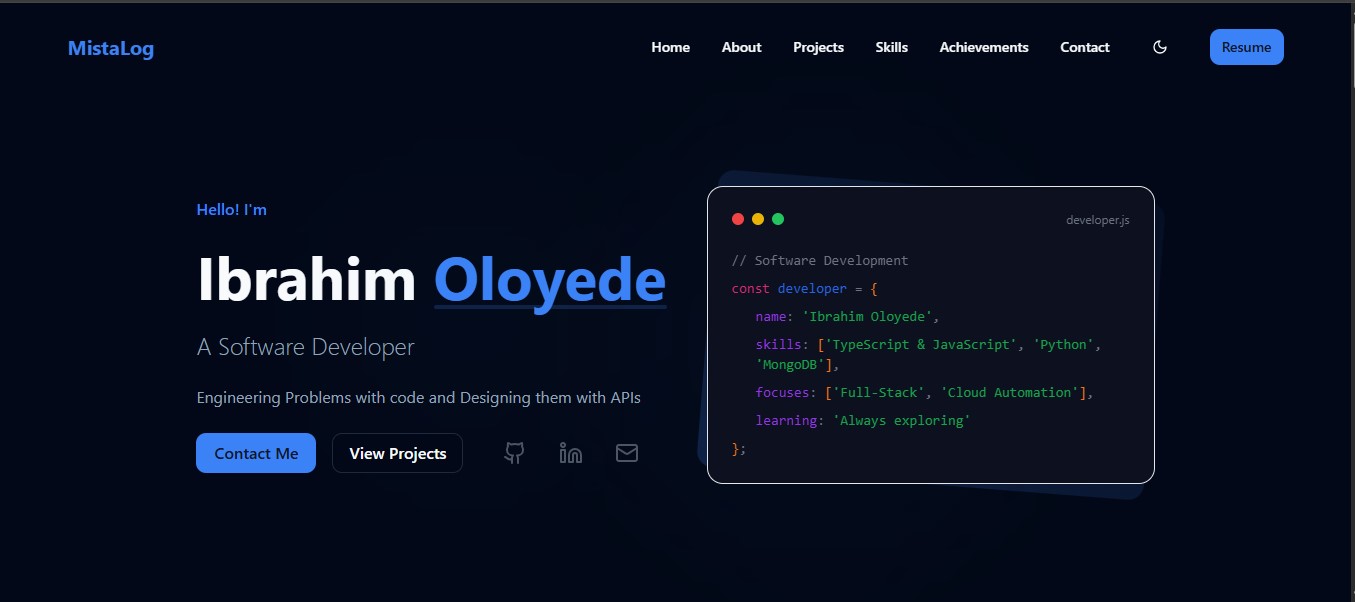 MistaLog
Home About Projects Skills Achievements Contact Resume
Hello! I'm
Ibrahim Oloyede
A Software Developer
Engineering Problems with code and Designing them with APIs
Contact Me View Projects
developer.js
// Software Development
const developer = {
name: 'Ibrahim Oloyede',
skills: ['TypeScript & JavaScript', 'Python',
'MongoDB'],
focuses: ['Full-Stack', 'Cloud Automation'],
learning: 'Always exploring'
};